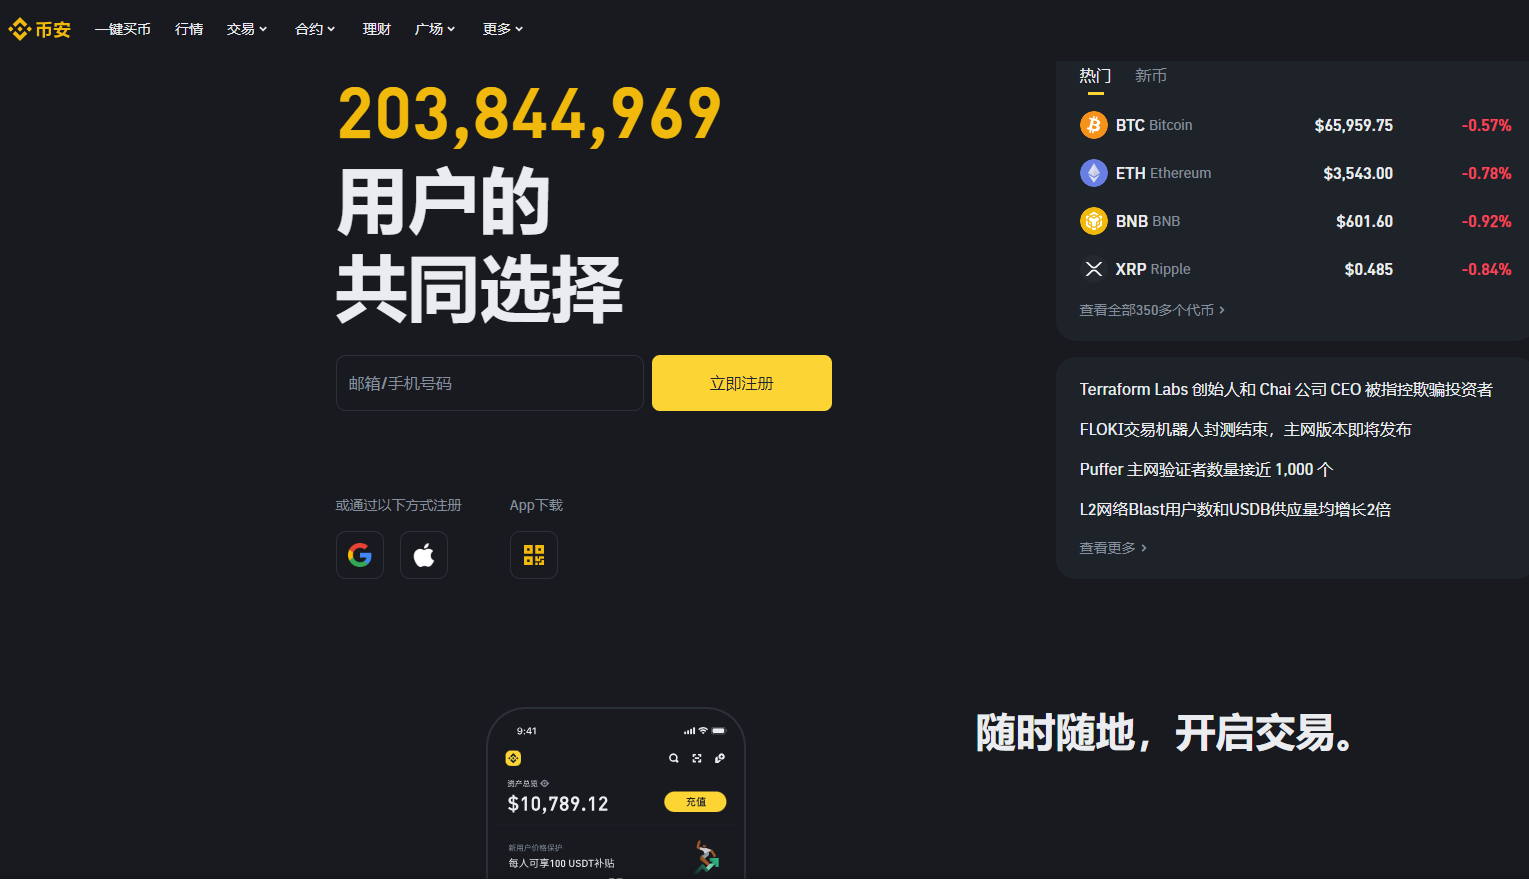 币安 一键买币 行情 交易 合约 理财 广场 更多
203,844,969
用户的
共同选择
邮箱/手机号码 立即注册
或通过以下方式注册 App下载
热门 新币
BTC Bitcoin $65,959.75 -0.57%
ETH Ethereum $3,543.00 -0.78%
BNB BNB $601.60 -0.92%
XRP Ripple $0.485 -0.84%
查看全部350多个代币
Terraform Labs 创始人和 Chai 公司 CEO 被指控欺骗投资者
FLOKI交易机器人封测结束，主网版本即将发布
Puffer 主网验证者数量接近 1,000 个
L2网络Blast用户数和USDB供应量均增长2倍
查看更多
9:41
资产总览
$10,789.12 充值
新用户价格保护
每人可享100 USDT补贴
随时随地，开启交易。